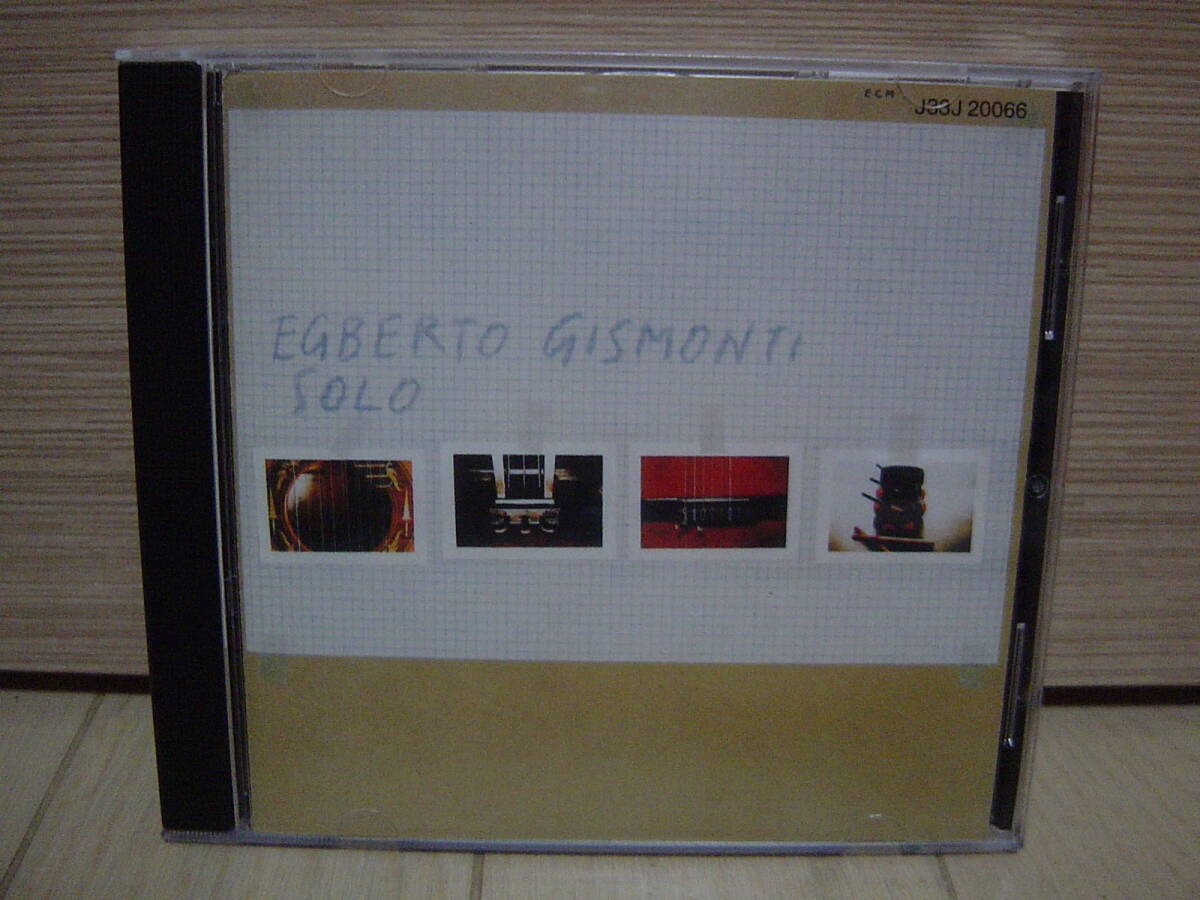 ECM
J33J 20066
EGBERTO GISMONTI
SOLO